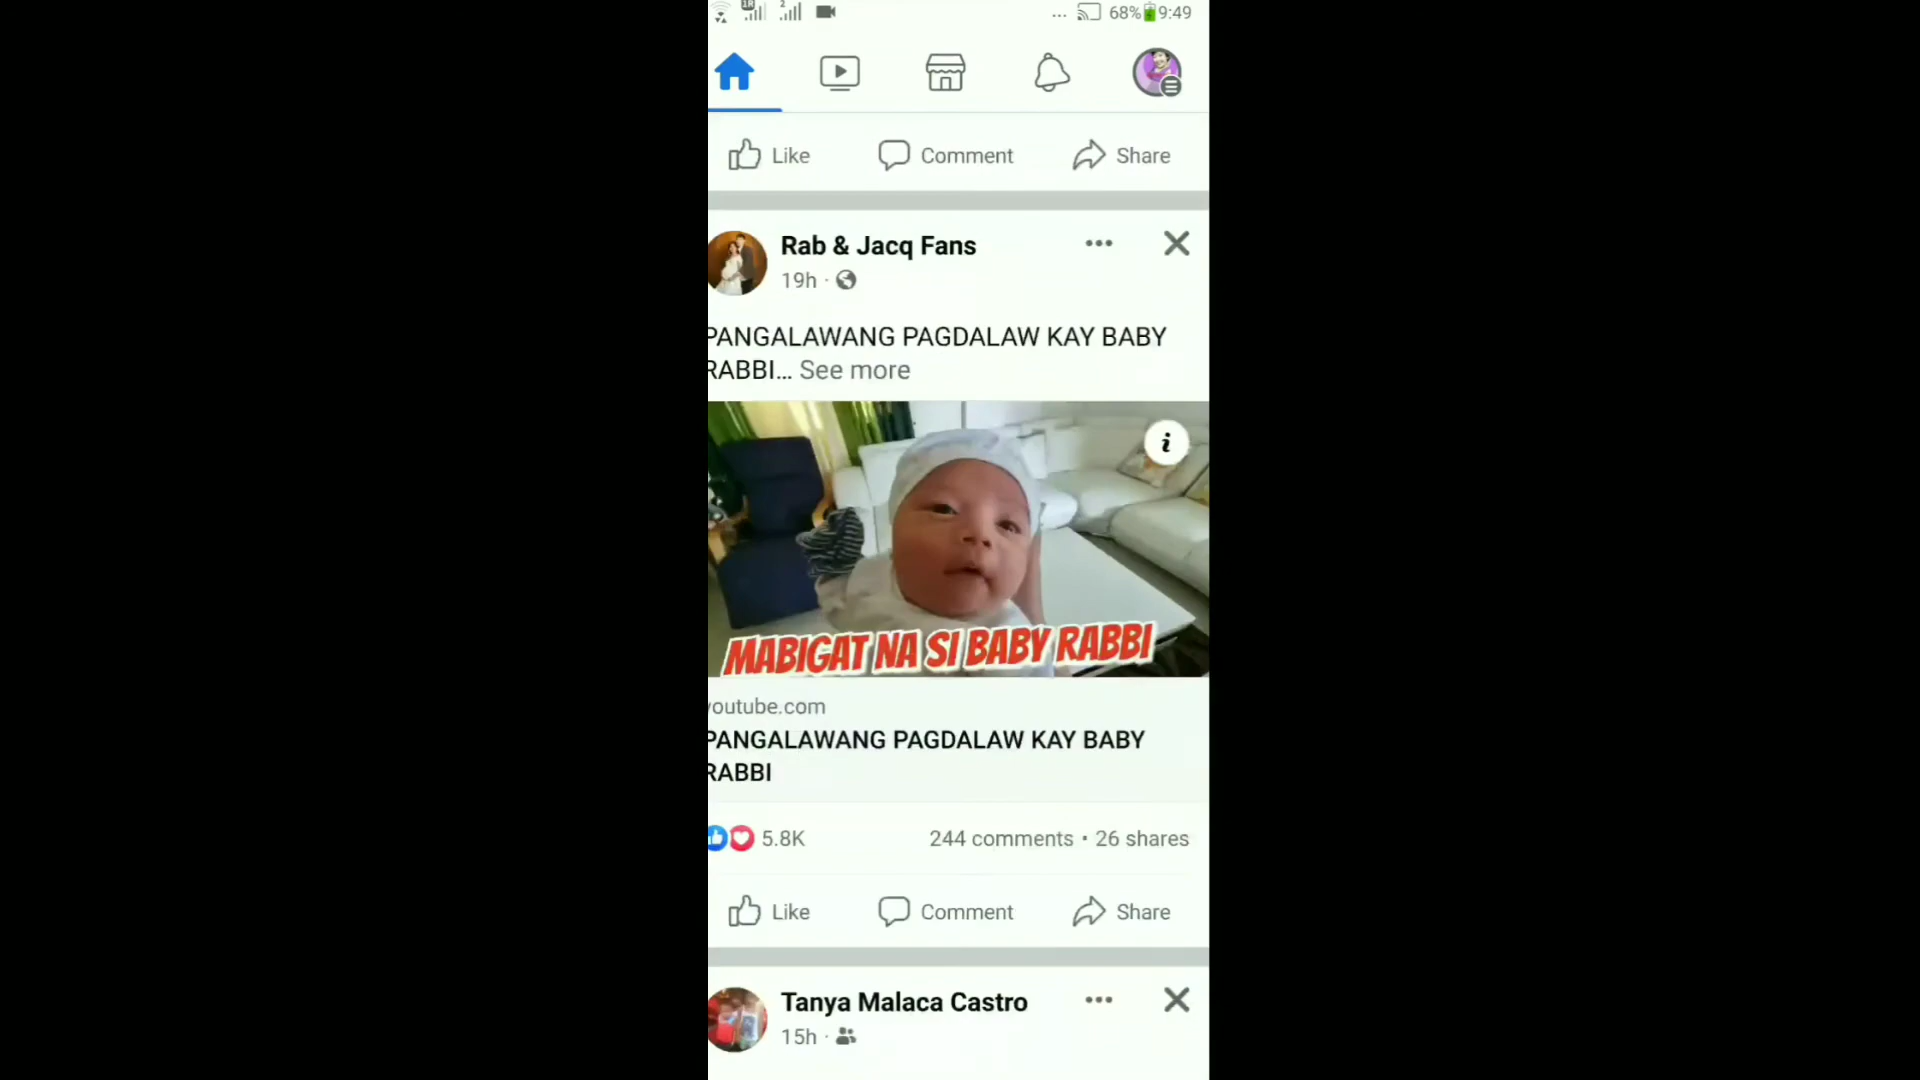 68% 9:49
Like Comment Share
Rab & Jacq Fans
19h ·
PANGALAWANG PAGDALAW KAY BABY
RABBI... See more
MABIGAT NA SI BABY RABBI
youtube.com
PANGALAWANG PAGDALAW KAY BABY
RABBI
5.8K 244 comments • 26 shares
Like Comment Share
Tanya Malaca Castro
15h ·